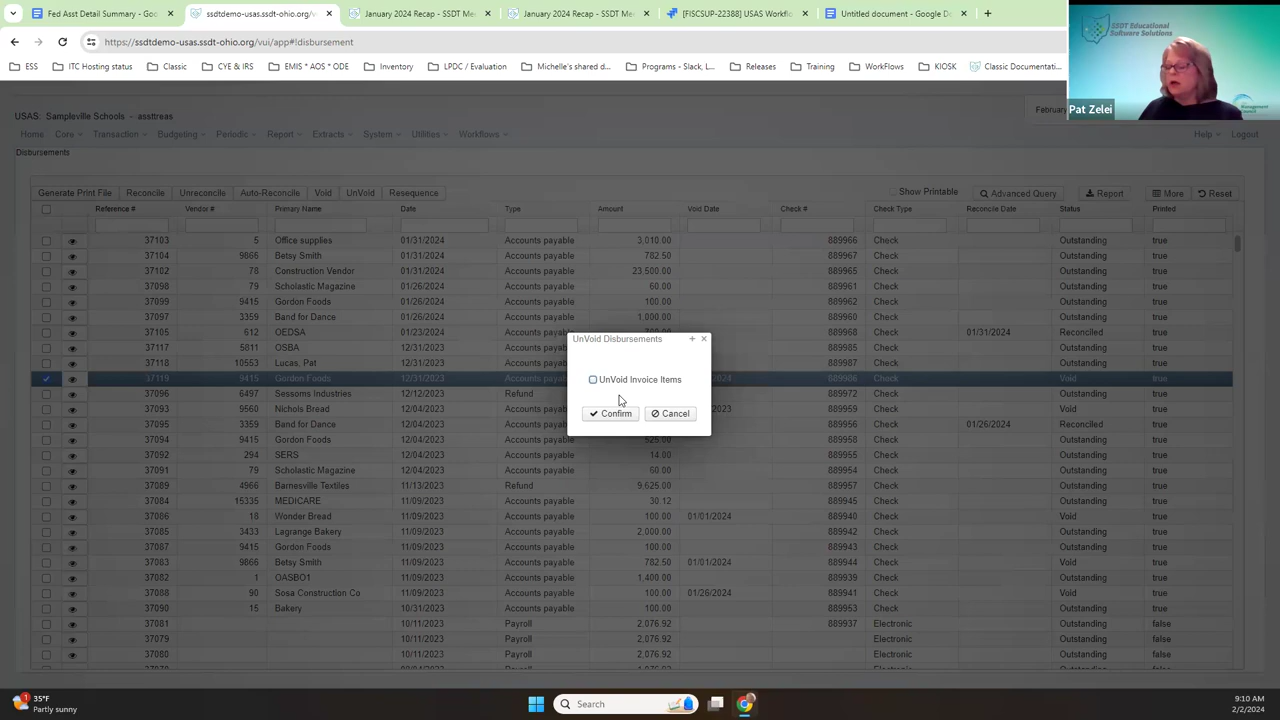 Fed Asst Detail Summary - Goo
ssdtdemo-usas.ssdt-ohio.org/vui
January 2024 Recap - SSDT Me
January 2024 Recap - SSDT Me
[FISCSUP-22388] USAS Workflo
Untitled document - Google Do
https://ssdtdemo-usas.ssdt-ohio.org/vui/app#!disbursement
ESS ITC Hosting status Classic CYE & IRS EMIS * AOS * ODE Inventory LPDC / Evaluation Michelle's shared d... Programs - Slack, L... Releases Training WorkFlows KIOSK Classic Documentati...
SSDT Educational
Software Solutions
Management
Council
Pat Zelei
USAS: Sampleville Schools - assttreas
Home Core Transaction Budgeting Periodic Report Extracts System Utilities Workflows Help Logout
Disbursements
Generate Print File Reconcile Unreconcile Auto-Reconcile Void UnVoid Resequence Show Printable Advanced Query Report More Reset
Reference # Vendor # Primary Name Date Type Amount Void Date Check # Check Type Reconcile Date Status Printed
37103 5 Office supplies 01/31/2024 Accounts payable 3,010.00 889966 Check Outstanding true
37104 9866 Betsy Smith 01/31/2024 Accounts payable 782.50 889967 Check Outstanding true
37102 78 Construction Vendor 01/31/2024 Accounts payable 23,500.00 889965 Check Outstanding true
37098 79 Scholastic Magazine 01/26/2024 Accounts payable 60.00 889961 Check Outstanding true
37099 9415 Gordon Foods 01/26/2024 Accounts payable 100.00 889962 Check Outstanding true
37097 3359 Band for Dance 01/26/2024 Accounts payable 1,000.00 889960 Check Outstanding true
37105 612 OEDSA 01/23/2024 Accounts payable 889968 Check 01/31/2024 Reconciled true
37117 5811 OSBA 01/01/2024 889985 Check Outstanding true
37118 10553 Lucas, Pat 12/31/2023 889987 Check Outstanding true
37119 9415 Gordon Foods 12/31/2023 889986 Check Void true
37096 6497 Sessoms Industries 12/12/2023 Refund 889959 Check Outstanding true
37093 9560 Nichols Bread 12/04/2023 889956 Check Void true
37095 3359 Band for Dance 12/04/2023 Check 01/26/2024 Reconciled true
37094 9415 Gordon Foods 12/04/2023 Accounts payable 525.00 889958 Check Outstanding true
37092 294 SERS 12/04/2023 Accounts payable 14.00 889955 Check Outstanding true
37091 79 Scholastic Magazine 12/04/2023 Accounts payable 60.00 889954 Check Outstanding true
37089 4966 Barnesville Textiles 11/13/2023 Refund 9,625.00 Check Outstanding true
37084 15335 MEDICARE 11/09/2023 Accounts payable 30.12 889945 Check Outstanding true
37086 18 Wonder Bread 11/09/2023 Accounts payable 100.00 01/01/2024 889940 Check Void true
37085 3433 Lagrange Bakery 11/09/2023 Accounts payable 2,000.00 889942 Check Outstanding true
37087 9415 Gordon Foods 11/09/2023 Accounts payable 100.00 889943 Check Outstanding true
37083 9866 Betsy Smith 11/09/2023 Accounts payable 782.50 01/01/2024 889944 Check Void true
37082 1 OASBO1 11/09/2023 Accounts payable 1,400.00 889939 Check Outstanding true
37088 90 Sosa Construction Co 11/09/2023 Accounts payable 100.00 01/26/2024 889941 Check Void true
37090 15 Bakery 10/31/2023 Accounts payable 100.00 889953 Check Outstanding true
37081 10/11/2023 Payroll 2,076.92 889937 Electronic Outstanding false
37079 10/11/2023 Payroll 2,076.92 Electronic Outstanding false
37080 10/11/2023 Payroll 2,076.92 Electronic Outstanding false
UnVoid Disbursements
UnVoid Invoice Items
Confirm Cancel
35°F
Partly sunny
Search
9:10 AM
2/2/2024